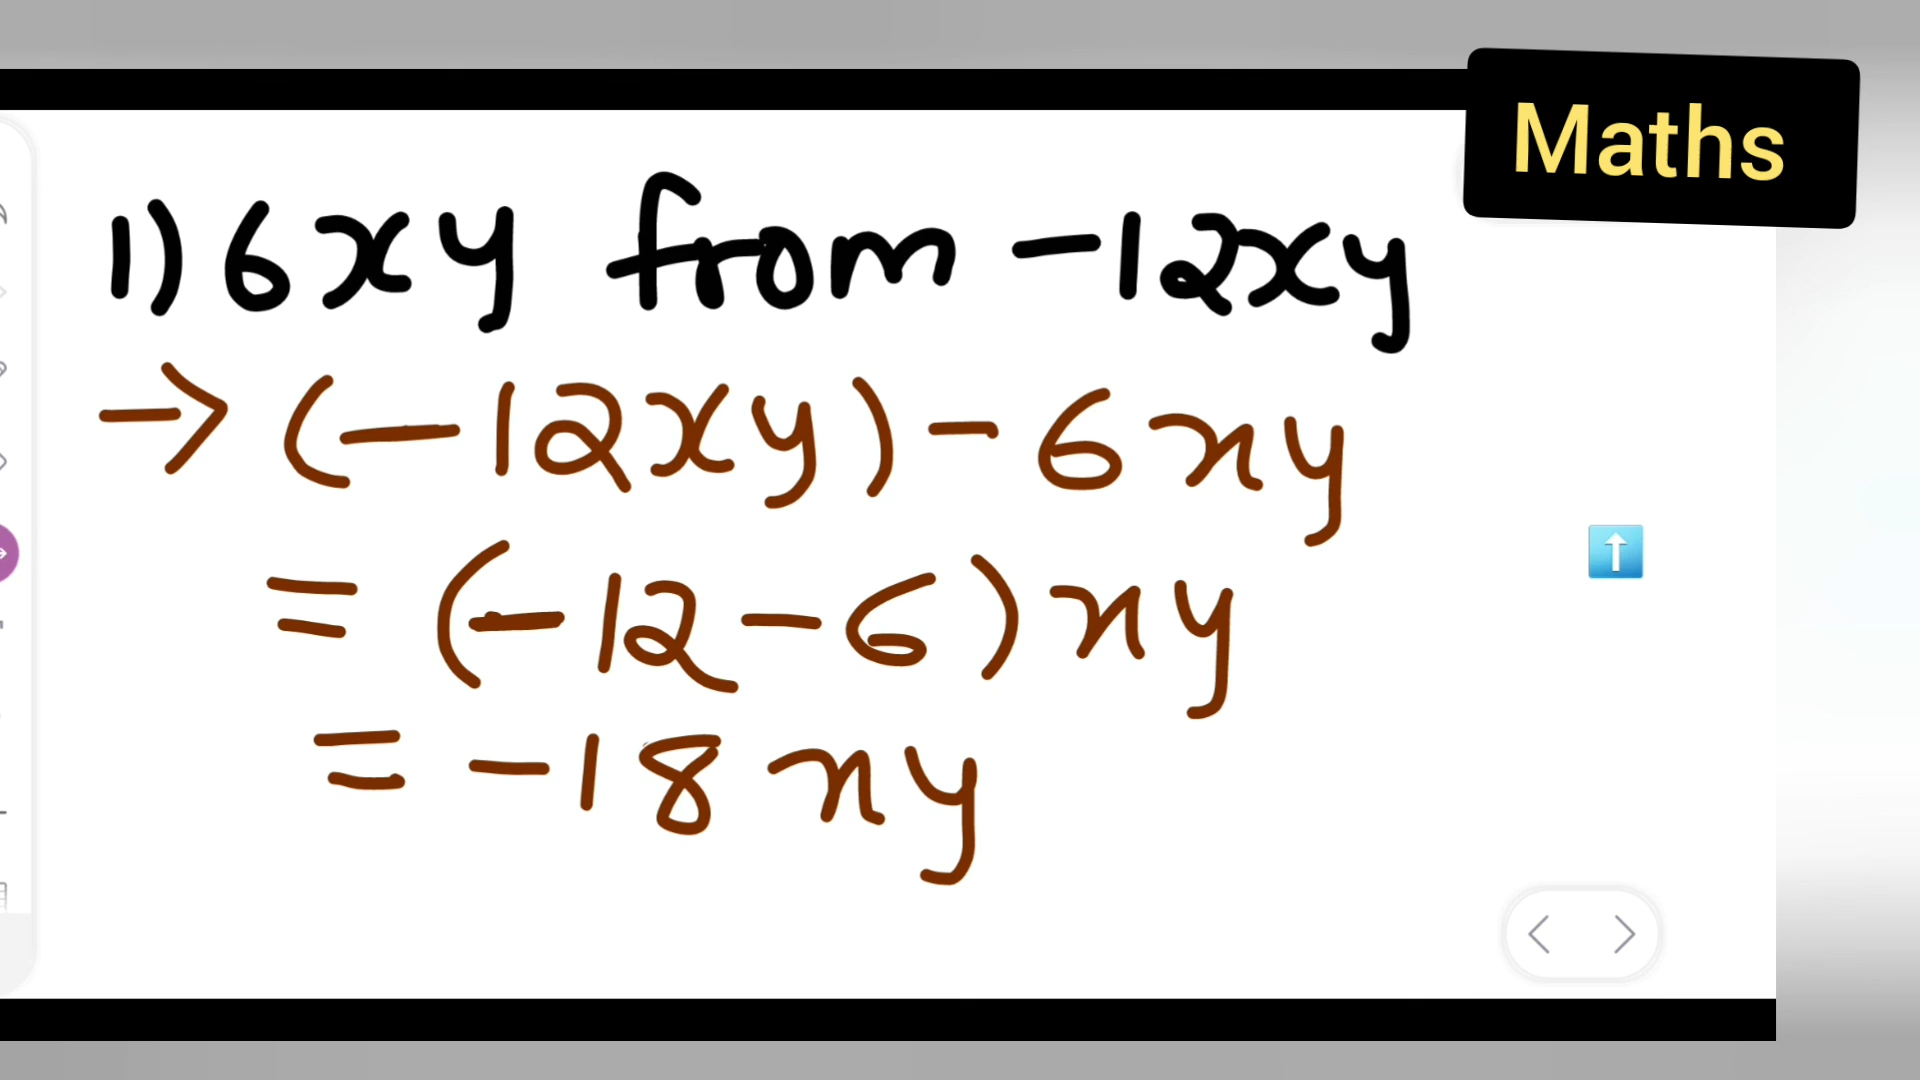 Maths
1) 6xy from -12xy
→ (-12xy) - 6xy
= (-12-6)xy
= -18xy